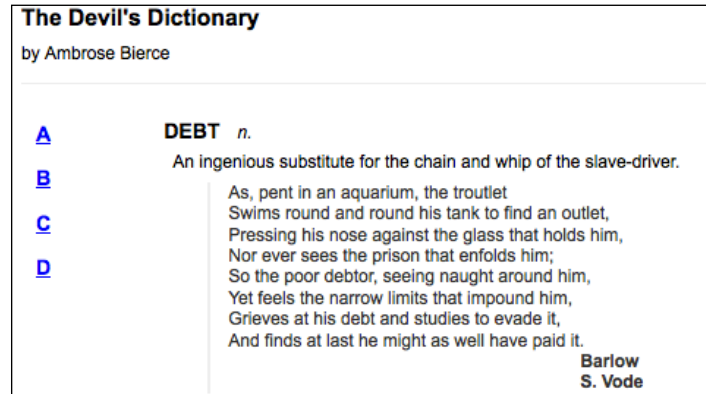 The Devil's Dictionary
by Ambrose Bierce
A
B
C
D
DEBT n.
An ingenious substitute for the chain and whip of the slave-driver.
As, pent in an aquarium, the troutlet
Swims round and round his tank to find an outlet,
Pressing his nose against the glass that holds him,
Nor ever sees the prison that enfolds him;
So the poor debtor, seeing naught around him,
Yet feels the narrow limits that impound him,
Grieves at his debt and studies to evade it,
And finds at last he might as well have paid it.
Barlow
S. Vode